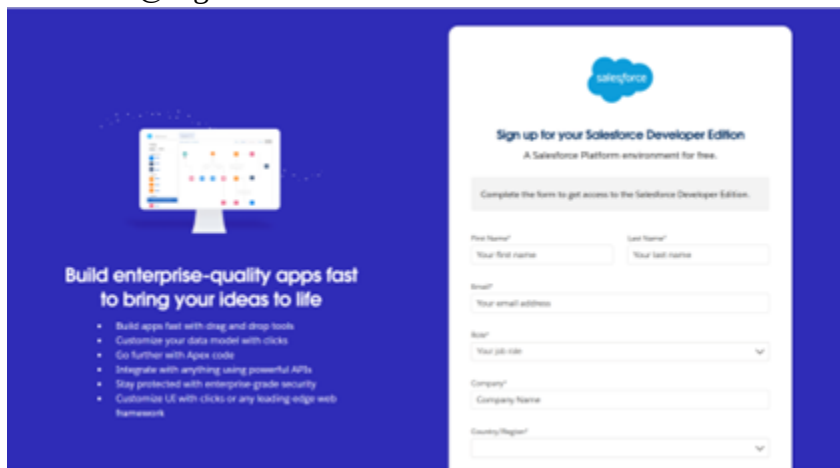 Build enterprise-quality apps fast
to bring your ideas to life
Build apps fast with drag and drop tools
Customize your data model with clicks
Go further with Apex code
Integrate with anything using powerful APIs
Stay protected with enterprise-grade security
Customize UI with clicks or any leading-edge web
framework
salesforce
Sign up for your Salesforce Developer Edition
A Salesforce Platform environment for free.
Complete the form to get access to the Salesforce Developer Edition.
First Name* Last Name*
Your first name Your last name
Email*
Your email address
Role*
Your job role
Company*
Company Name
Country/Region*